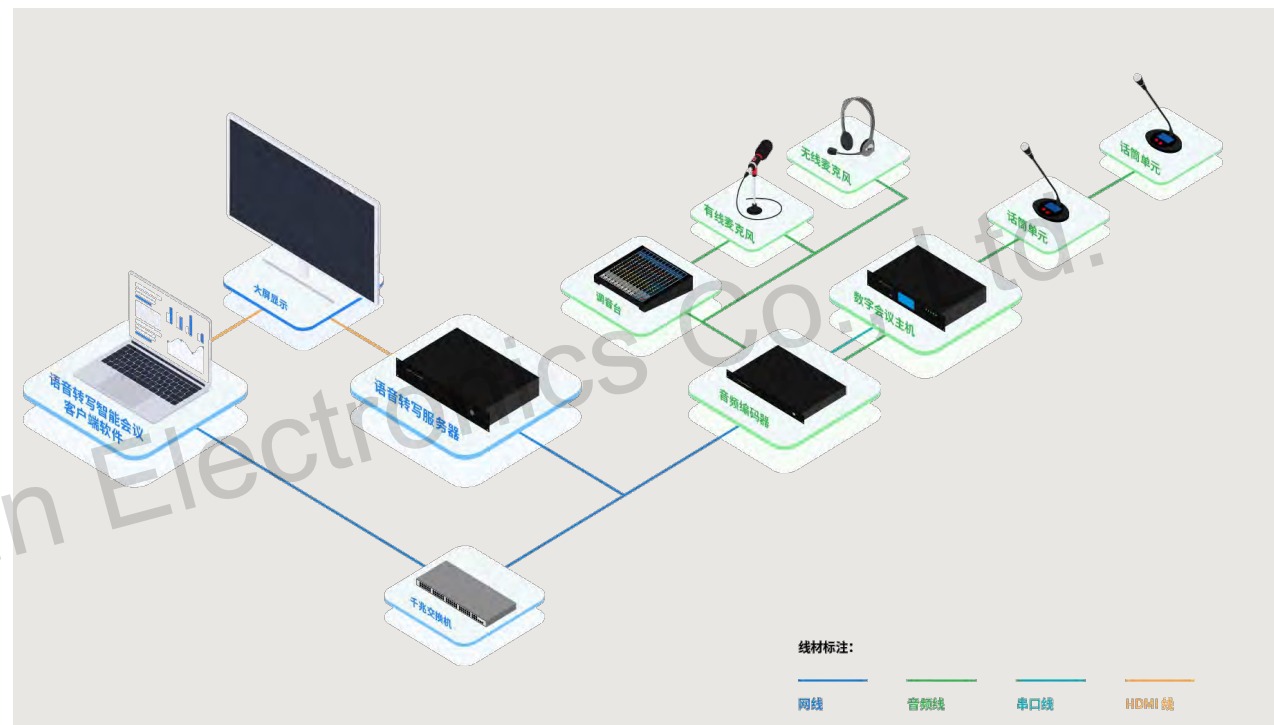 无线麦克风
话筒单元
有线麦克风
话筒单元
大屏显示
调音台
数字会议主机
语音转写智能会议
客户端软件
语音转写服务器
音频编码器
千兆交换机
n Electronics Co., Ltd.
线材标注：
网线
音频线
串口线
HDMI 线